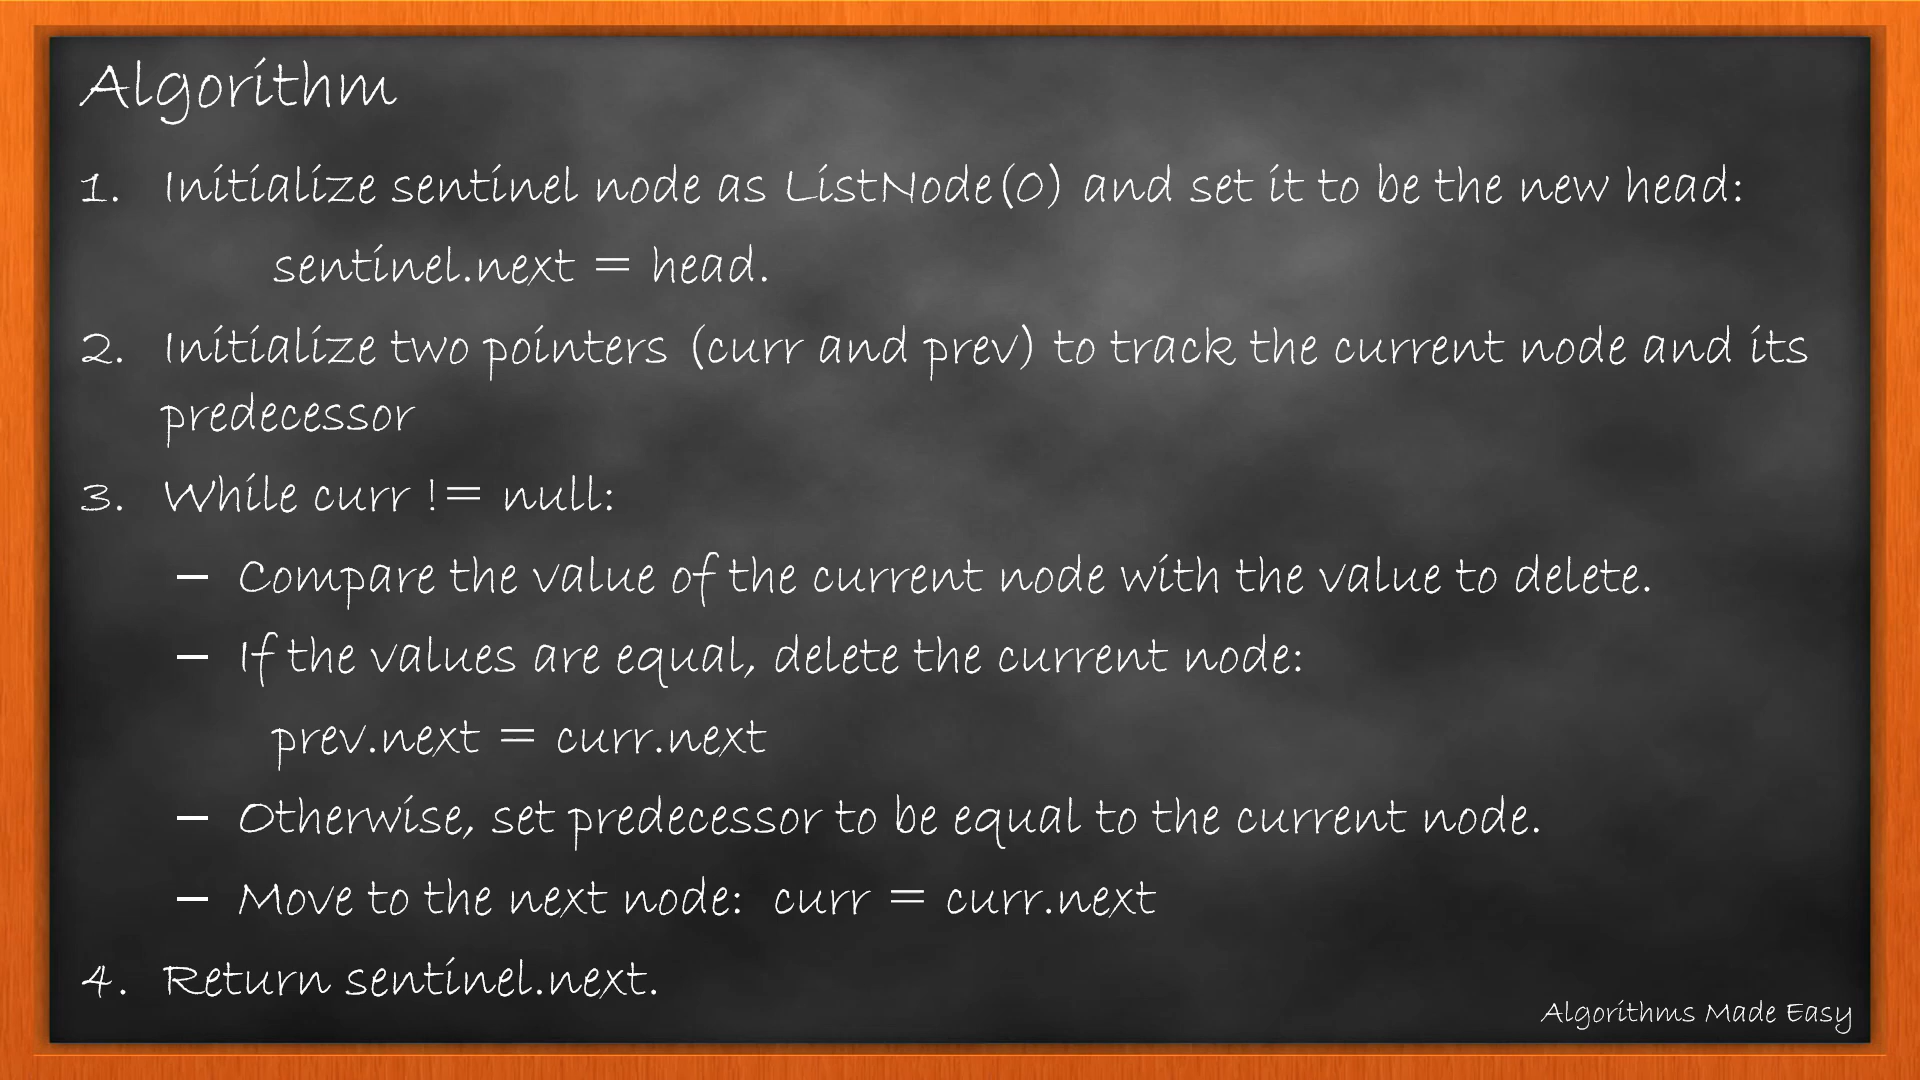 Algorithm
1. Initialize sentinel node as ListNode(0) and set it to be the new head:
sentinel.next = head.
2. Initialize two pointers (curr and prev) to track the current node and its
predecessor
3. While curr != null:
– Compare the value of the current node with the value to delete.
– If the values are equal, delete the current node:
prev.next = curr.next
– Otherwise, set predecessor to be equal to the current node.
– Move to the next node: curr = curr.next
4. Return sentinel.next.
Algorithms Made Easy